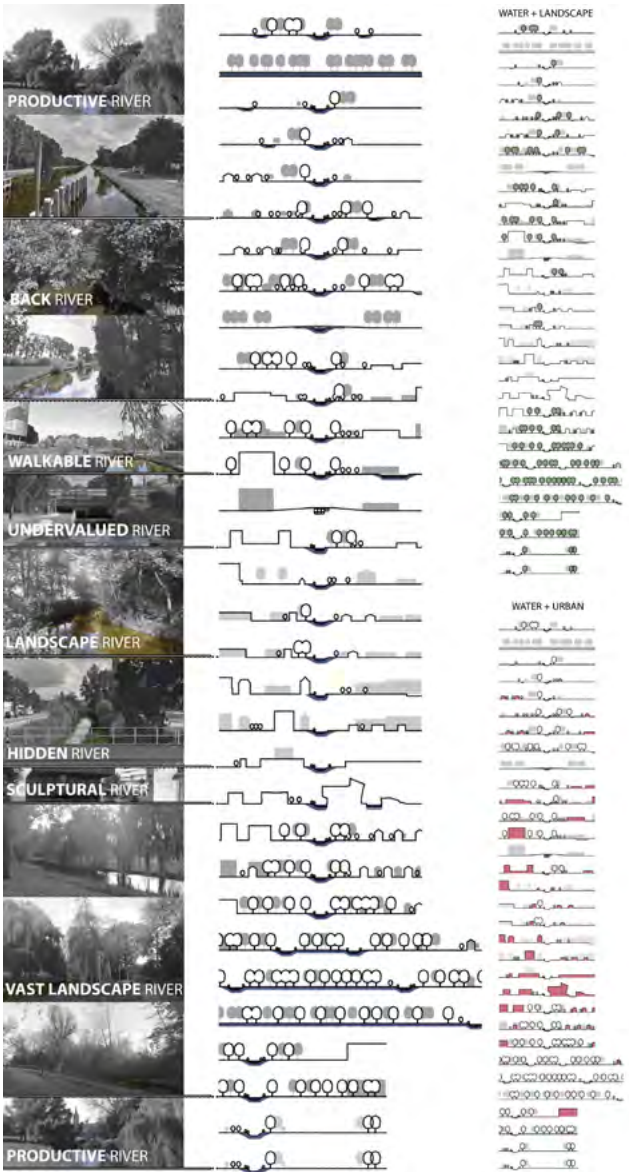 WATER + LANDSCAPE
PRODUCTIVE RIVER
BACK RIVER
WALKABLE RIVER
UNDERVALUED RIVER
WATER + URBAN
LANDSCAPE RIVER
HIDDEN RIVER
SCULPTURAL RIVER
VAST LANDSCAPE RIVER
PRODUCTIVE RIVER